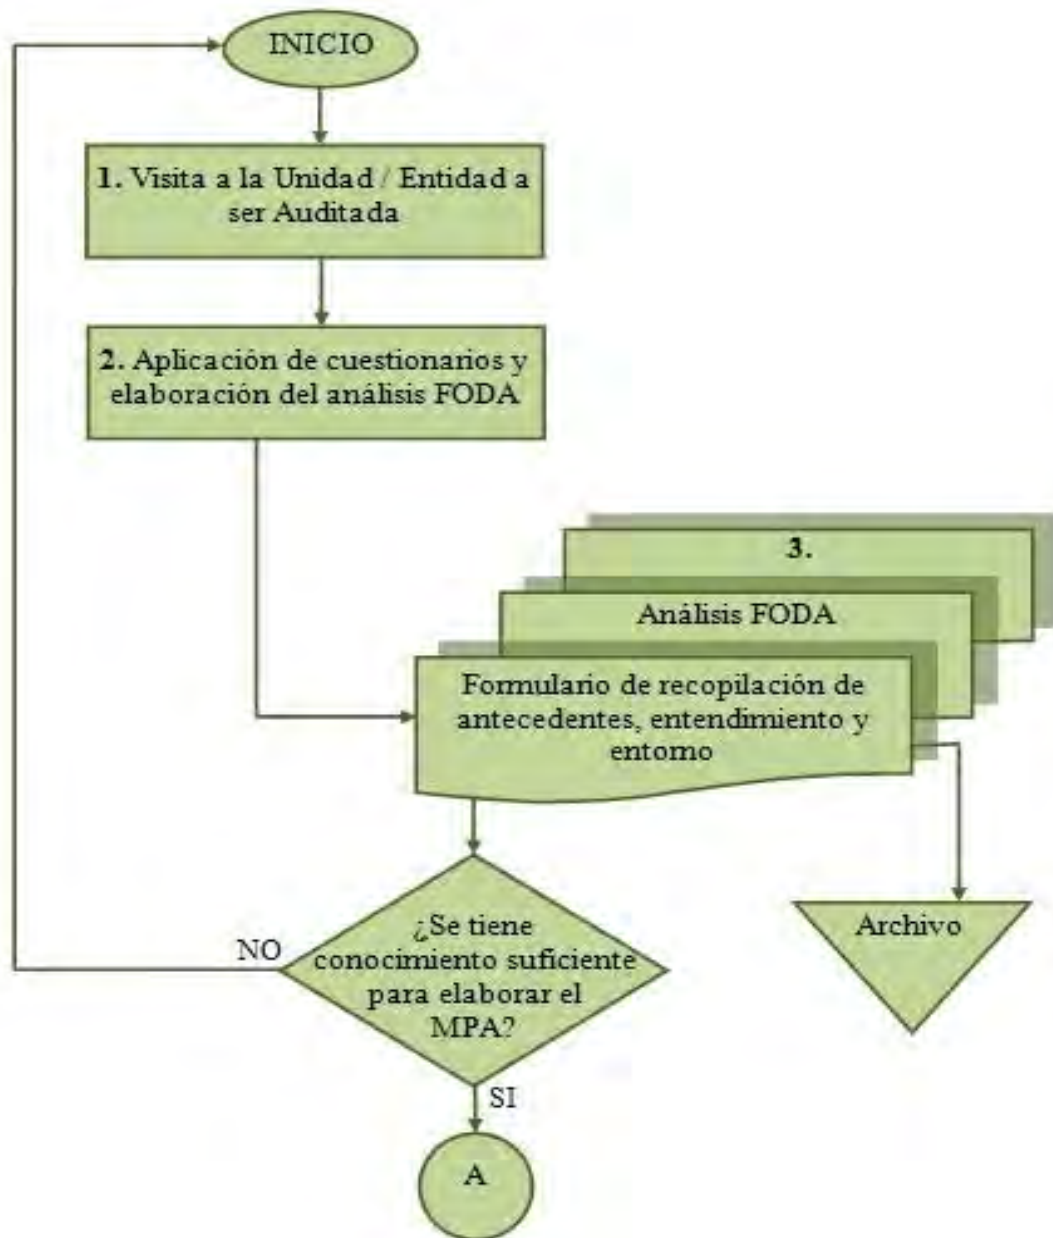 INICIO
1. Visita a la Unidad / Entidad a
ser Auditada
2. Aplicación de cuestionarios y
elaboración del análisis FODA
3.
Análisis FODA
Formulario de recopilación de
antecedentes, entendimiento y
entorno
¿Se tiene
conocimiento suficiente
para elaborar el
MPA?
NO
Archivo
SI
A